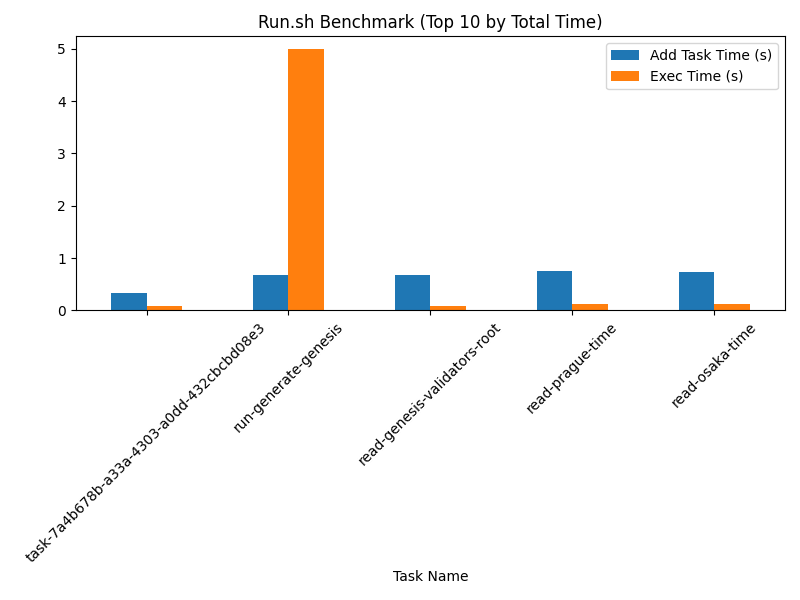 Run.sh Benchmark (Top 10 by Total Time)
Add Task Time (s)
Exec Time (s)
5
4
3
2
1
0
task-7a4b678b-a33a-4303-a0dd-432cbcbd08e3
run-generate-genesis
read-genesis-validators-root
read-prague-time
read-osaka-time
Task Name